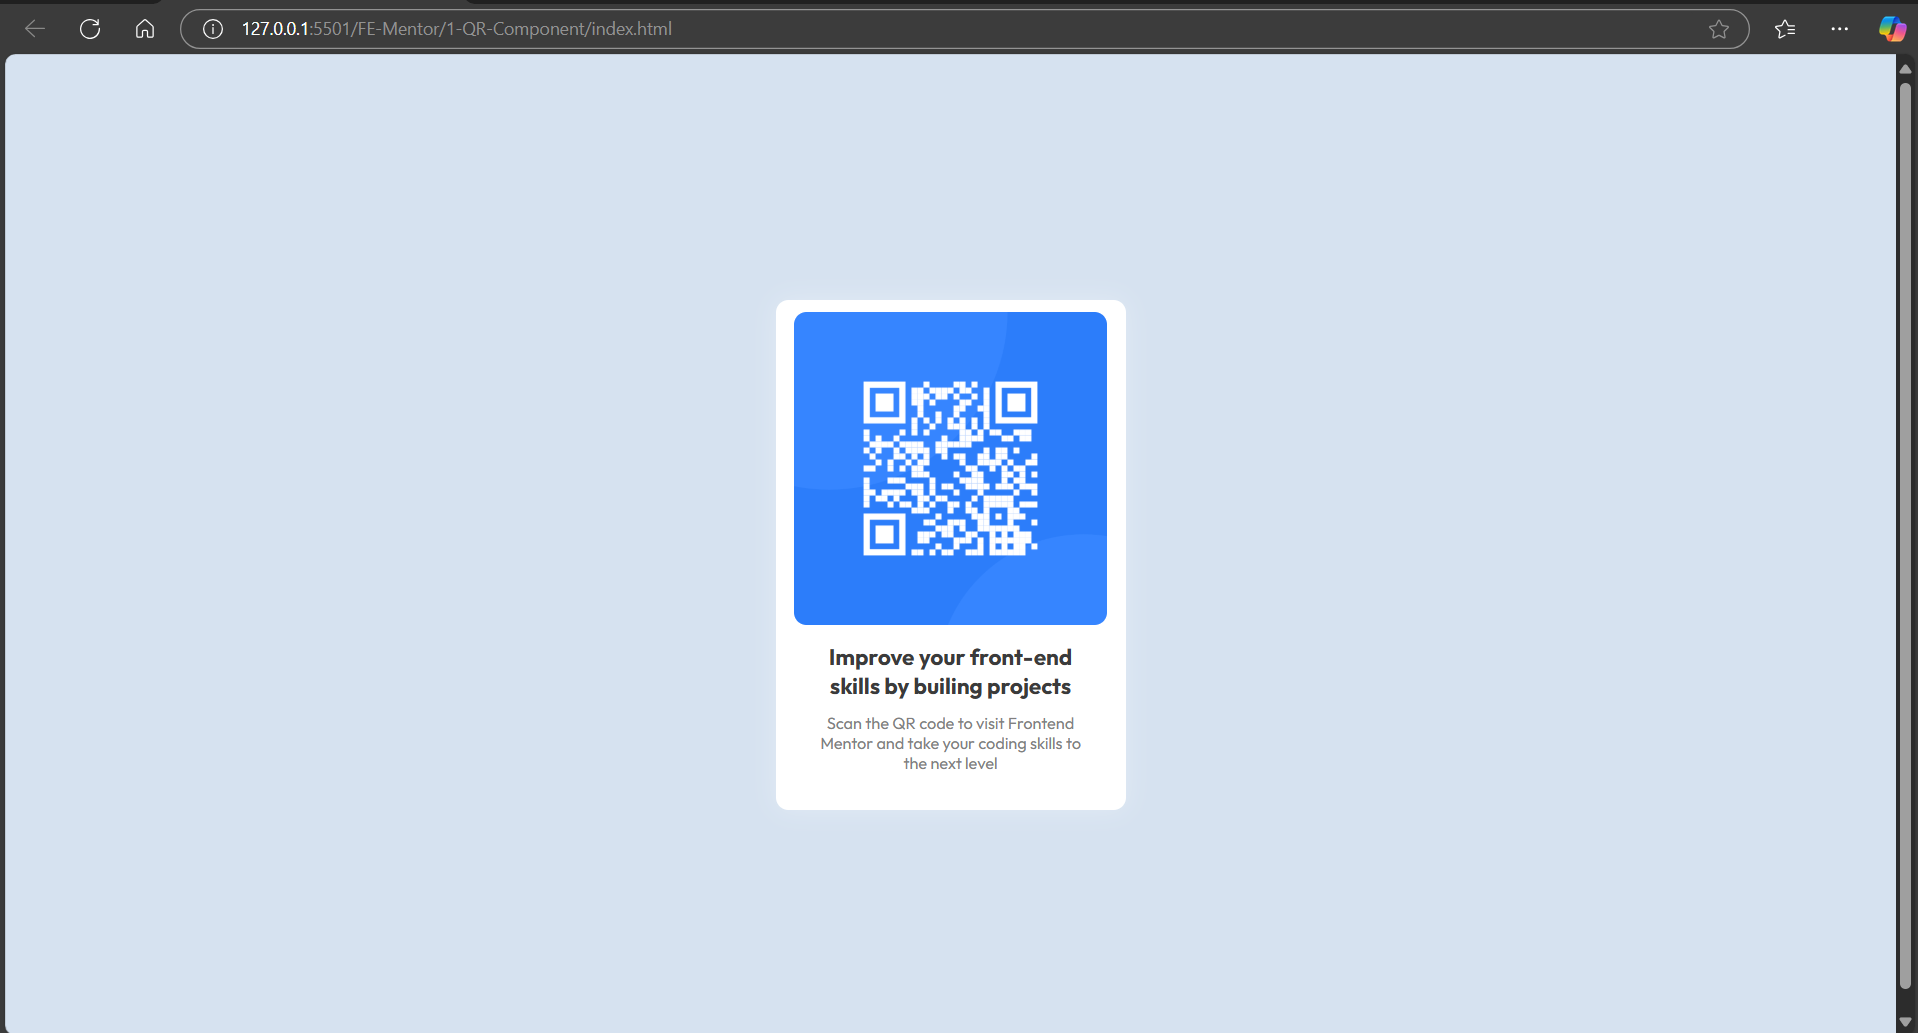 127.0.0.1:5501/FE-Mentor/1-QR-Component/index.html
Improve your front-end
skills by builing projects
Scan the QR code to visit Frontend
Mentor and take your coding skills to
the next level